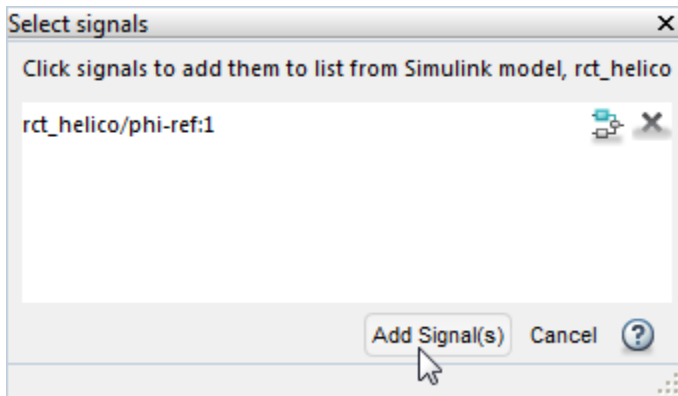 Select signals
Click signals to add them to list from Simulink model, rct_helico
rct_helico/phi-ref:1
Add Signal(s) Cancel ?